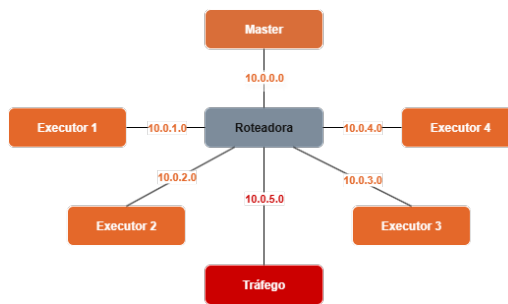 Master
10.0.0.0
Executor 1
10.0.1.0
Roteadora
10.0.4.0
Executor 4
10.0.2.0
10.0.5.0
10.0.3.0
Executor 2
Executor 3
Tráfego